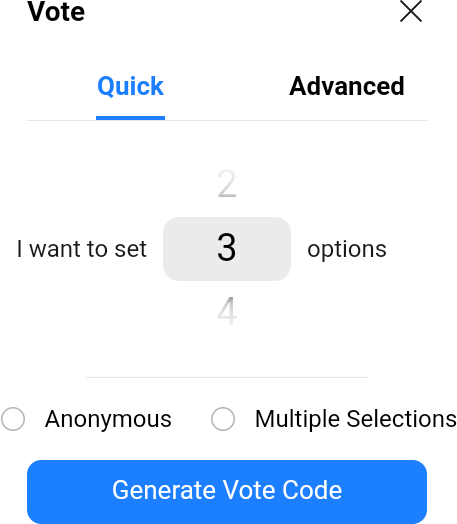 Vote
Quick Advanced
2
I want to set 3 options
4
Anonymous Multiple Selections
Generate Vote Code